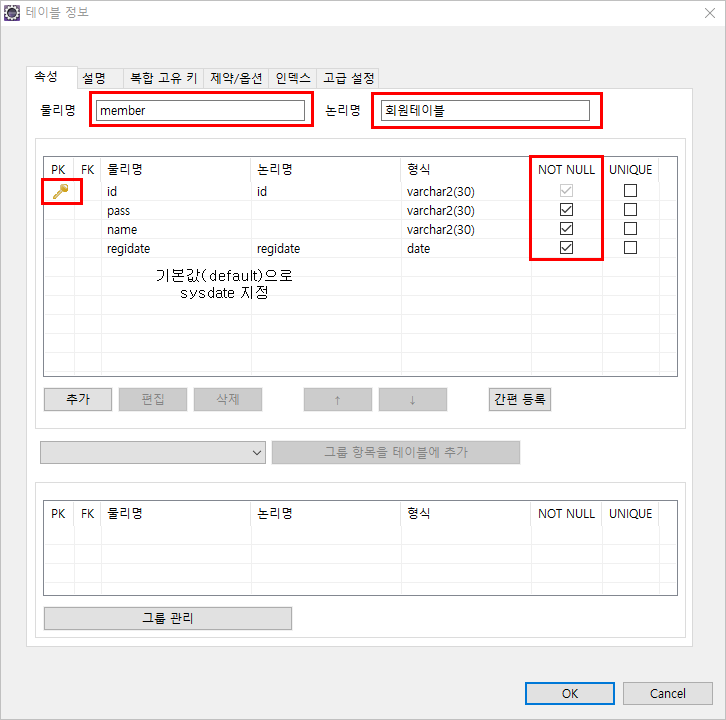 테이블 정보
속성 설명 복합 고유 키 제약/옵션 인덱스 고급 설정
물리명 member 논리명 회원테이블
PK FK 물리명 논리명 형식 NOT NULL UNIQUE
id id varchar2(30)
pass varchar2(30)
name varchar2(30)
regidate regidate date
기본값(default)으로
sysdate 지정
추가 편집 삭제 ↑ ↓ 간편 등록
그룹 항목을 테이블에 추가
PK FK 물리명 논리명 형식 NOT NULL UNIQUE
그룹 관리
OK Cancel